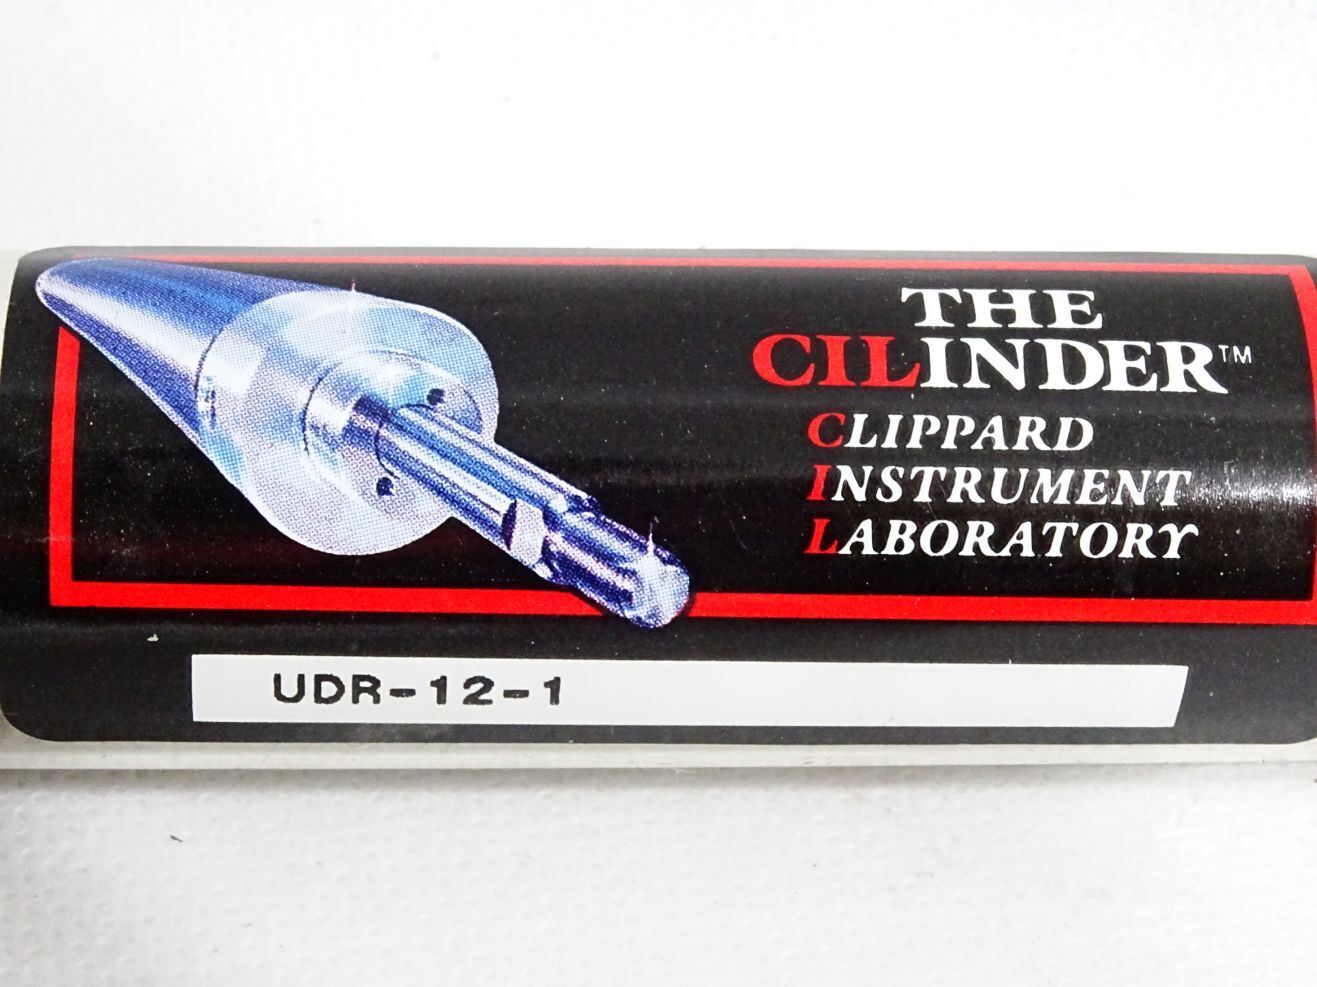 THE
CILINDER™
CLIPPARD
INSTRUMENT
LABORATORY
UDR-12-1